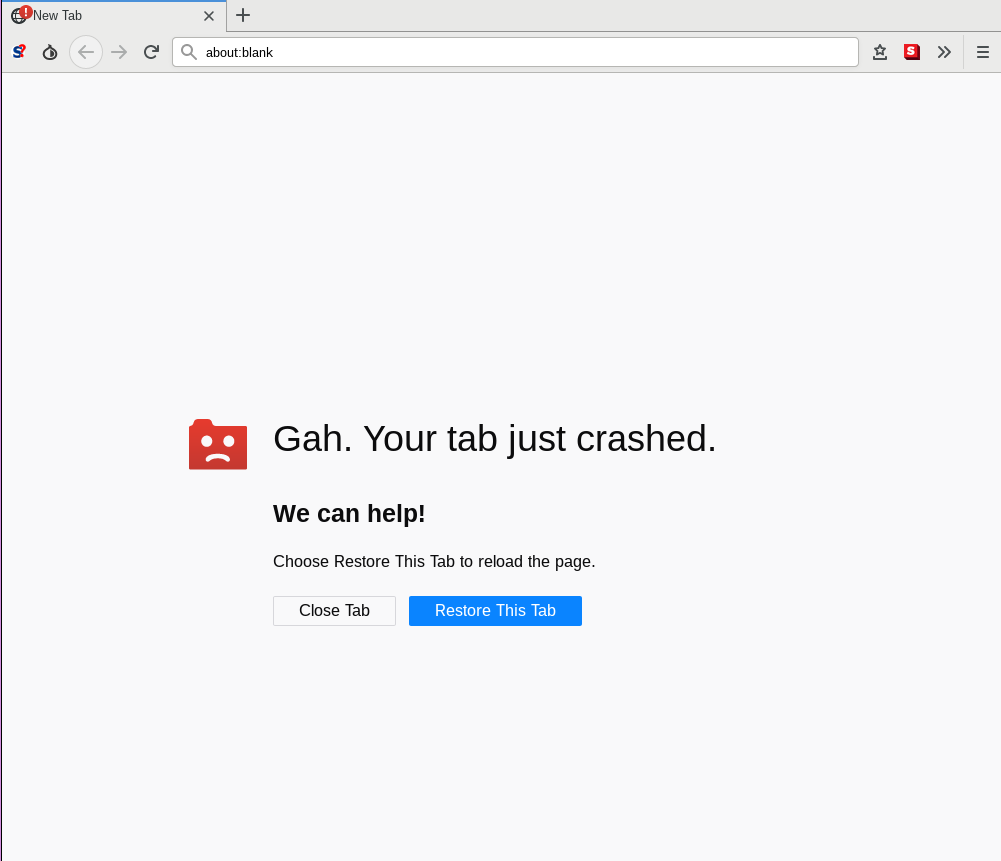 New Tab
about:blank
Gah. Your tab just crashed.
We can help!
Choose Restore This Tab to reload the page.
Close Tab
Restore This Tab